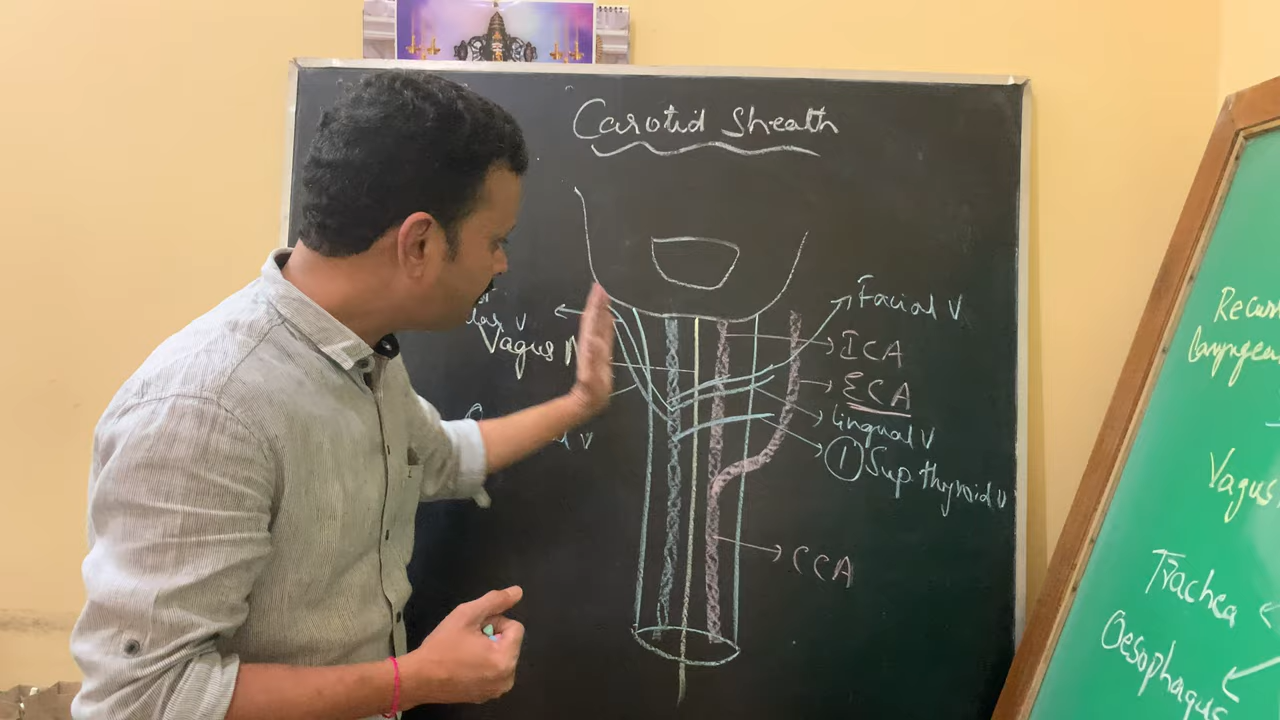 Carotid Sheath
Facial V
Vagus N
ICA
ECA
lingual V
① Sup thyroid v
CCA
Vagus
Trachea
Oesophagus